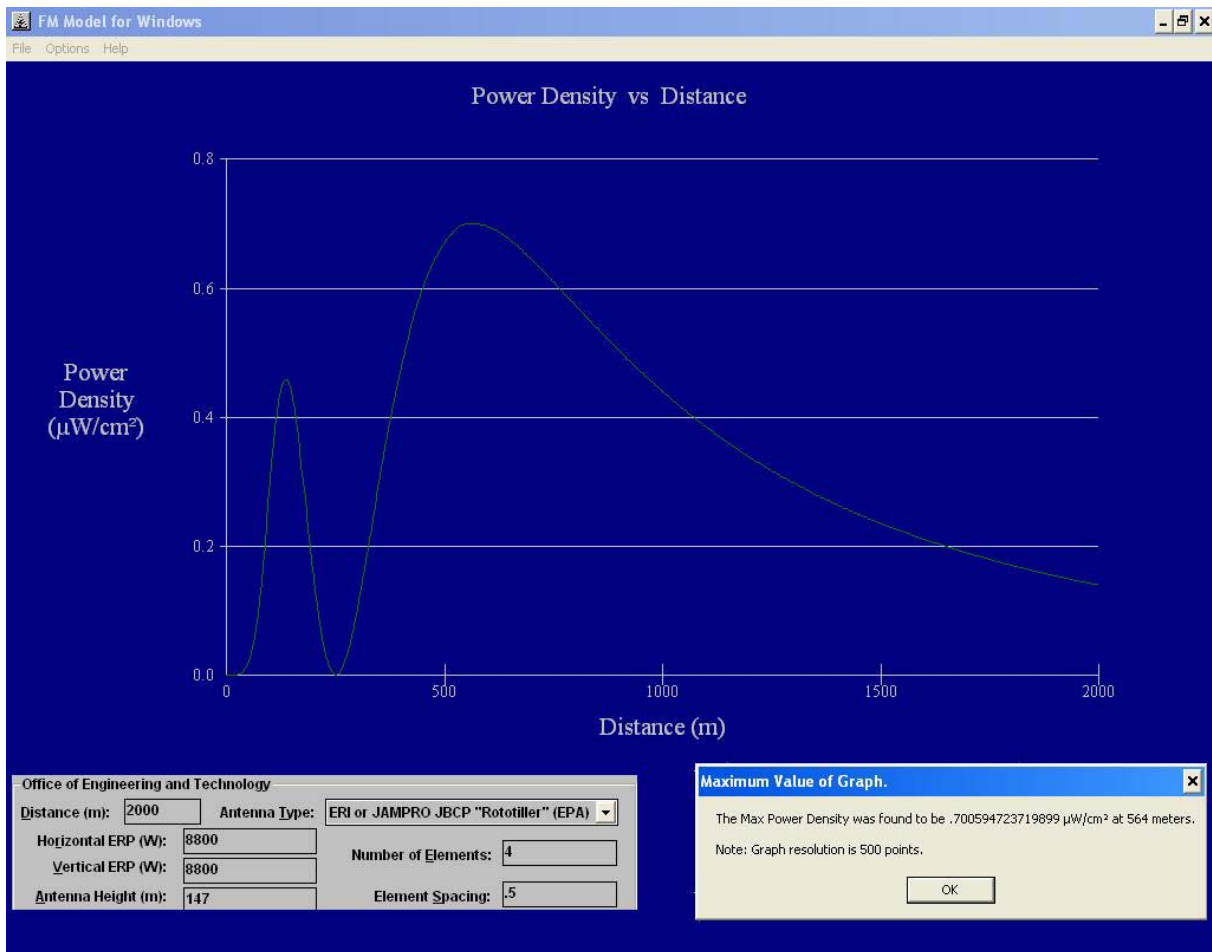 FM Model for Windows
File Options Help
Power Density vs Distance
0.8
0.6
0.4
0.2
0.0
Power
Density
(µW/cm²)
0 500 1000 1500 2000
Distance (m)
Office of Engineering and Technology
Distance (m): 2000 Antenna Type: ERI or JAMPRO JBCP "Rototiller" (EPA)
Horizontal ERP (W): 8800
Vertical ERP (W): 8800
Number of Elements: 4
Antenna Height (m): 147
Element Spacing: .5
Maximum Value of Graph.
The Max Power Density was found to be .700594723719899 µW/cm² at 564 meters.
Note: Graph resolution is 500 points.
OK